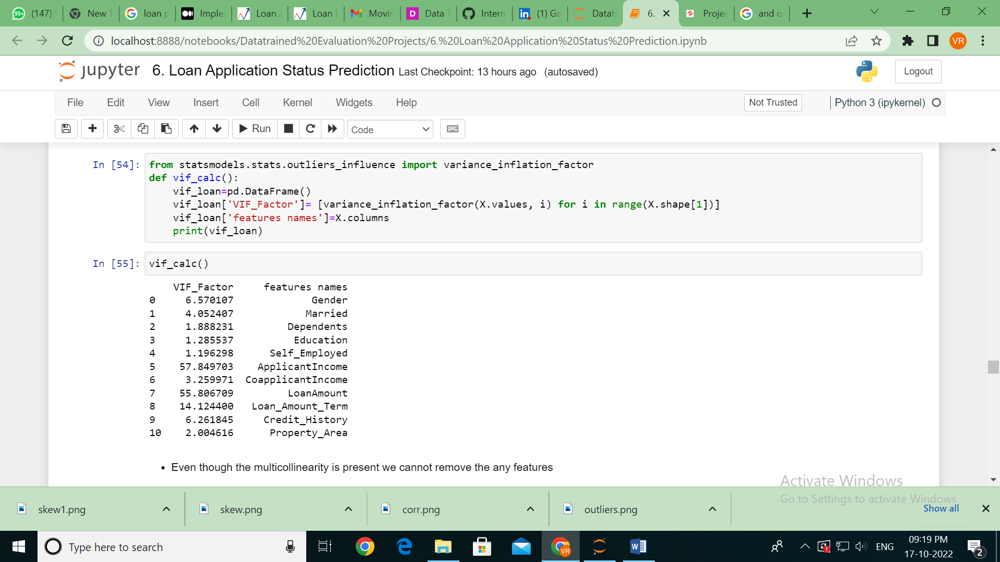 (147)
New T
loan p
Imple
Loan A
Loan
Movin
Data T
Intern
(1) Ga
Datat
6.
Projec
and o
localhost:8888/notebooks/Datatrained%20Evaluation%20Projects/6.%20Loan%20Application%20Status%20Prediction.ipynb
VR
jupyter 6. Loan Application Status Prediction Last Checkpoint: 13 hours ago (autosaved)
Logout
File Edit View Insert Cell Kernel Widgets Help
Not Trusted
Python 3 (ipykernel)
Run
Code
In [54]: from statsmodels.stats.outliers_influence import variance_inflation_factor
def vif_calc():
vif_loan=pd.DataFrame()
vif_loan['VIF_Factor']= [variance_inflation_factor(X.values, i) for i in range(X.shape[1])]
vif_loan['features names']=X.columns
print(vif_loan)
In [55]: vif_calc()
VIF_Factor features names
0 6.570107 Gender
1 4.052407 Married
2 1.888231 Dependents
3 1.285537 Education
4 1.196298 Self_Employed
5 57.849703 ApplicantIncome
6 3.259971 CoapplicantIncome
7 55.806709 LoanAmount
8 14.124400 Loan_Amount_Term
9 6.261845 Credit_History
10 2.004616 Property_Area
• Even though the multicollinearity is present we cannot remove the any features
Activate Windows
Go to Settings to activate Windows.
skew1.png
skew.png
corr.png
outliers.png
Show all
Type here to search
ENG
09:19 PM
17-10-2022
2